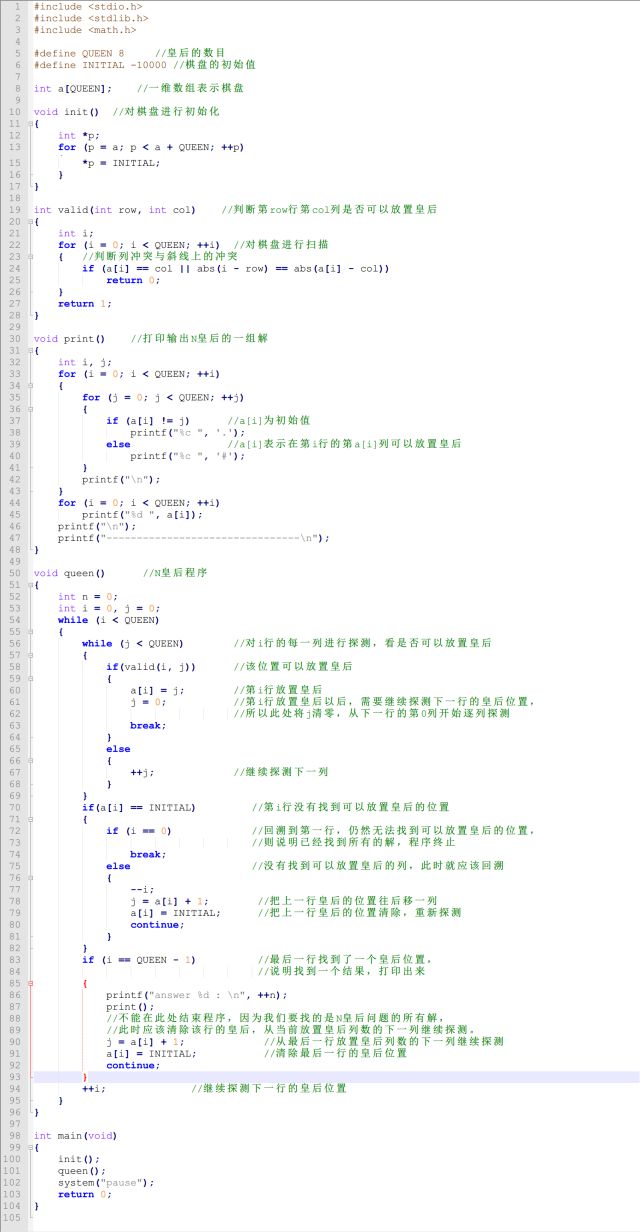 1 #include <stdio.h>
2 #include <stdlib.h>
3 #include <math.h>
4
5 #define QUEEN 8     //皇后的数目
6 #define INITIAL -10000 //棋盘的初始值
7
8 int a[QUEEN];    //一维数组表示棋盘
9
10 void init()  //对棋盘进行初始化
11 {
12     int *p;
13     for (p = a; p < a + QUEEN; ++p)
15         *p = INITIAL;
16     }
17 }
18
19 int valid(int row, int col)    //判断第row行第col列是否可以放置皇后
20 {
21     int i;
22     for (i = 0; i < QUEEN; ++i)  //对棋盘进行扫描
23     {   //判断列冲突与斜线上的冲突
24         if (a[i] == col || abs(i - row) == abs(a[i] - col))
25             return 0;
26     }
27     return 1;
28 }
29
30 void print()    //打印输出N皇后的一组解
31 {
32     int i, j;
33     for (i = 0; i < QUEEN; ++i)
34     {
35         for (j = 0; j < QUEEN; ++j)
36         {
37             if (a[i] != j)      //a[i]为初始值
38                 printf("%c ", '.');
39             else                //a[i]表示在第i行的第a[i]列可以放置皇后
40                 printf("%c ", '#');
41         }
42         printf("\n");
43     }
44     for (i = 0; i < QUEEN; ++i)
45         printf("%d ", a[i]);
46     printf("\n");
47     printf("--------------------------------\n");
48 }
49
50 void queen()      //N皇后程序
51 {
52     int n = 0;
53     int i = 0, j = 0;
54     while (i < QUEEN)
55     {
56         while (j < QUEEN)        //对i行的每一列进行探测，看是否可以放置皇后
57         {
58             if(valid(i, j))      //该位置可以放置皇后
59             {
60                 a[i] = j;        //第i行放置皇后
61                 j = 0;           //第i行放置皇后以后，需要继续探测下一行的皇后位置，
62                                  //所以此处将j清零，从下一行的第0列开始逐列探测
63                 break;
64             }
65             else
66             {
67                 ++j;             //继续探测下一列
68             }
69         }
70         if(a[i] == INITIAL)         //第i行没有找到可以放置皇后的位置
71         {
72             if (i == 0)             //回溯到第一行，仍然无法找到可以放置皇后的位置，
73                                     //则说明已经找到所有的解，程序终止
74                 break;
75             else                    //没有找到可以放置皇后的列，此时就应该回溯
76             {
77                 --i;
78                 j = a[i] + 1;        //把上一行皇后的位置往后移一列
79                 a[i] = INITIAL;      //把上一行皇后的位置清除，重新探测
80                 continue;
81             }
82         }
83         if (i == QUEEN - 1)          //最后一行找到了一个皇后位置。
84                                      //说明找到一个结果，打印出来
85         {
86             printf("answer %d : \n", ++n);
87             print();
88             //不能在此处结束程序，因为我们要找的是N皇后问题的所有解，
89             //此时应该清除该行的皇后，从当前放置皇后列数的下一列继续探测。
90             j = a[i] + 1;             //从最后一行放置皇后列数的下一列继续探测
91             a[i] = INITIAL;           //清除最后一行的皇后位置
92             continue;
93         }
94         ++i;              //继续探测下一行的皇后位置
95     }
96 }
97
98 int main(void)
99 {
100     init();
101     queen();
102     system("pause");
103     return 0;
104 }
105